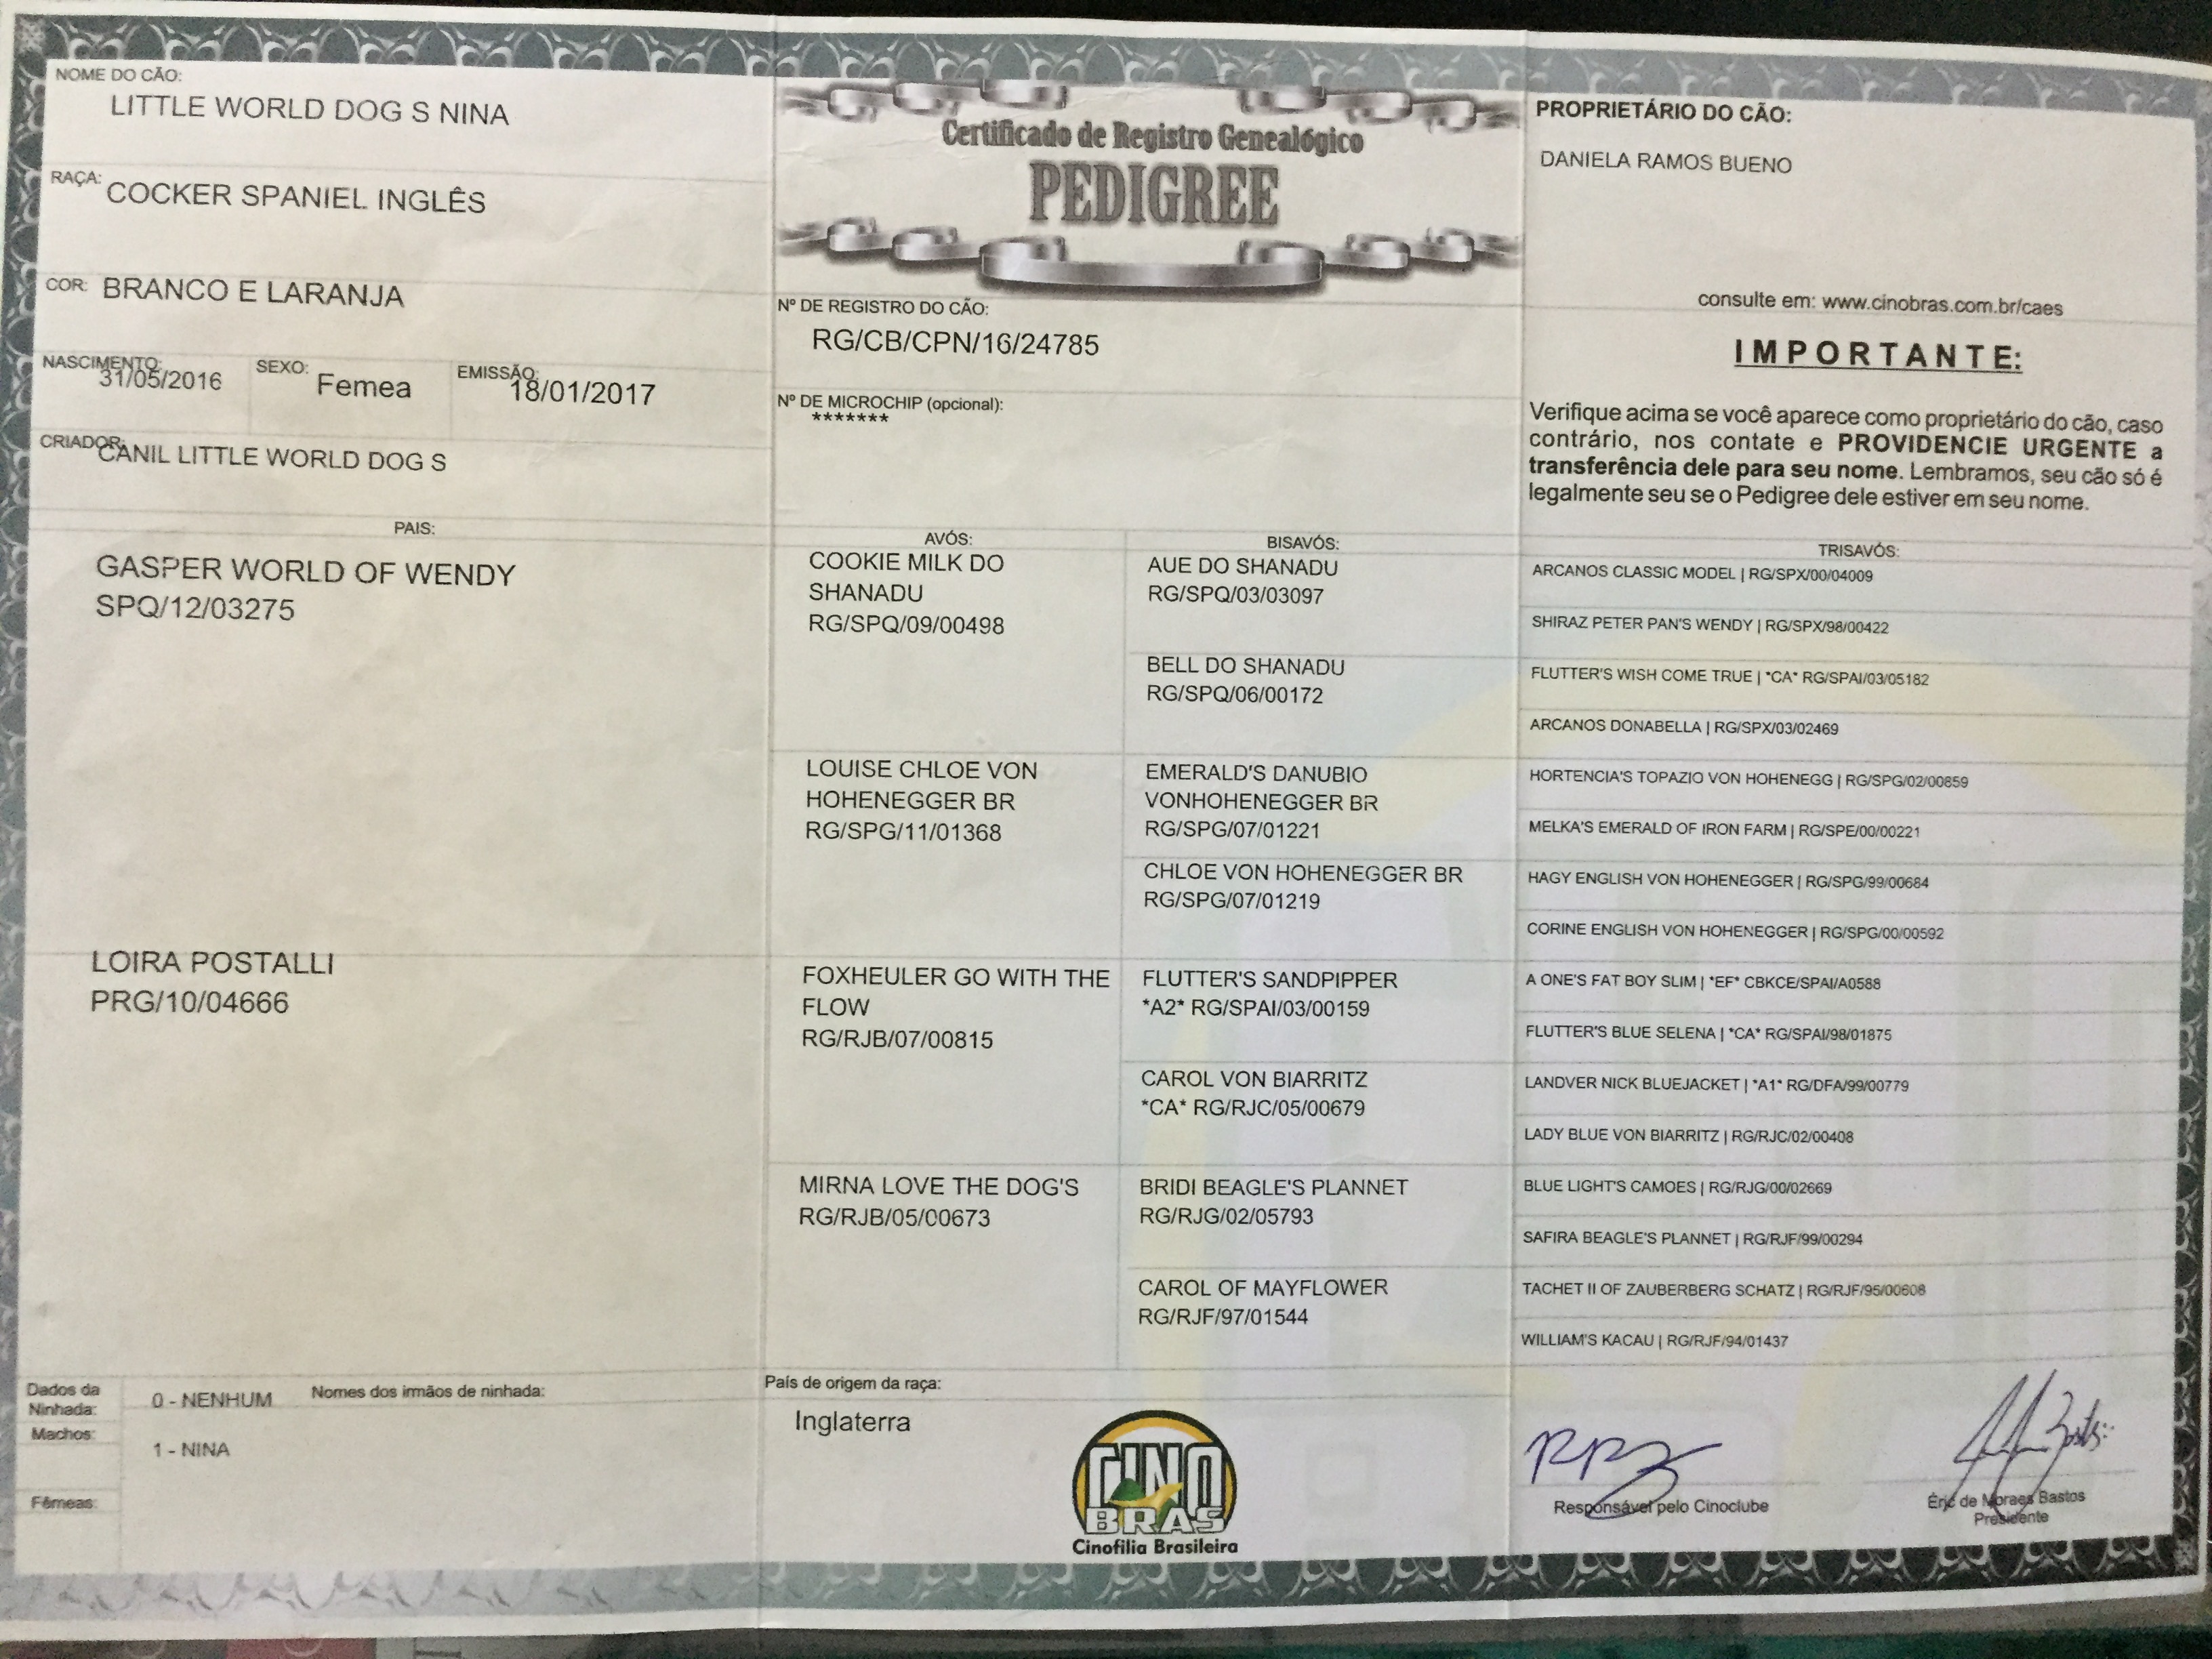 NOME DO CÃO:
LITTLE WORLD DOG S NINA
RAÇA:
COCKER SPANIEL INGLÊS
COR: BRANCO E LARANJA
NASCIMENTO:
31/05/2016
SEXO:
Femea
EMISSÃO:
18/01/2017
CRIADOR:
CANIL LITTLE WORLD DOG S
Certificado de Registro Genealógico
PEDIGREE
Nº DE REGISTRO DO CÃO:
RG/CB/CPN/16/24785
Nº DE MICROCHIP (opcional):
*******
PROPRIETÁRIO DO CÃO:
DANIELA RAMOS BUENO
consulte em: www.cinobras.com.br/caes
IMPORTANTE:
Verifique acima se você aparece como proprietário do cão, caso
contrário, nos contate e PROVIDENCIE URGENTE a
transferência dele para seu nome. Lembramos, seu cão só é
legalmente seu se o Pedigree dele estiver em seu nome.
PAIS:
GASPER WORLD OF WENDY
SPQ/12/03275
LOIRA POSTALLI
PRG/10/04666
AVÓS:
COOKIE MILK DO
SHANADU
RG/SPQ/09/00498
LOUISE CHLOE VON
HOHENEGGER BR
RG/SPG/11/01368
FOXHEULER GO WITH THE
FLOW
RG/RJB/07/00815
MIRNA LOVE THE DOG'S
RG/RJB/05/00673
BISAVÓS:
AUE DO SHANADU
RG/SPQ/03/03097
BELL DO SHANADU
RG/SPQ/06/00172
EMERALD'S DANUBIO
VONHOHENEGGER BR
RG/SPG/07/01221
CHLOE VON HOHENEGGER BR
RG/SPG/07/01219
FLUTTER'S SANDPIPPER
*A2* RG/SPAI/03/00159
CAROL VON BIARRITZ
*CA* RG/RJC/05/00679
BRIDI BEAGLE'S PLANNET
RG/RJG/02/05793
CAROL OF MAYFLOWER
RG/RJF/97/01544
TRISAVÓS:
ARCANOS CLASSIC MODEL | RG/SPX/00/04009
SHIRAZ PETER PAN'S WENDY | RG/SPX/98/00422
FLUTTER'S WISH COME TRUE | *CA* RG/SPAI/03/05182
ARCANOS DONABELLA | RG/SPX/03/02469
HORTENCIA'S TOPAZIO VON HOHENEGG | RG/SPG/02/00859
MELKA'S EMERALD OF IRON FARM | RG/SPE/00/00221
HAGY ENGLISH VON HOHENEGGER | RG/SPG/99/00684
CORINE ENGLISH VON HOHENEGGER | RG/SPG/00/00592
A ONE'S FAT BOY SLIM | *EF* CBKCE/SPAI/A0588
FLUTTER'S BLUE SELENA | *CA* RG/SPAI/98/01875
LANDVER NICK BLUEJACKET | *A1* RG/DFA/99/00779
LADY BLUE VON BIARRITZ | RG/RJC/02/00408
BLUE LIGHT'S CAMOES | RG/RJG/00/02669
SAFIRA BEAGLE'S PLANNET | RG/RJF/99/00294
TACHET II OF ZAUBERBERG SCHATZ | RG/RJF/95/00608
WILLIAM'S KACAU | RG/RJF/94/01437
Dados da
Ninhada:
Machos:
Fêmeas:
0 - NENHUM
Nomes dos irmãos de ninhada:
1 - NINA
País de origem da raça:
Inglaterra
CINO
BRAS
Cinofilia Brasileira
Responsável pelo Cinoclube
Éric de Moraes Bastos
Presidente